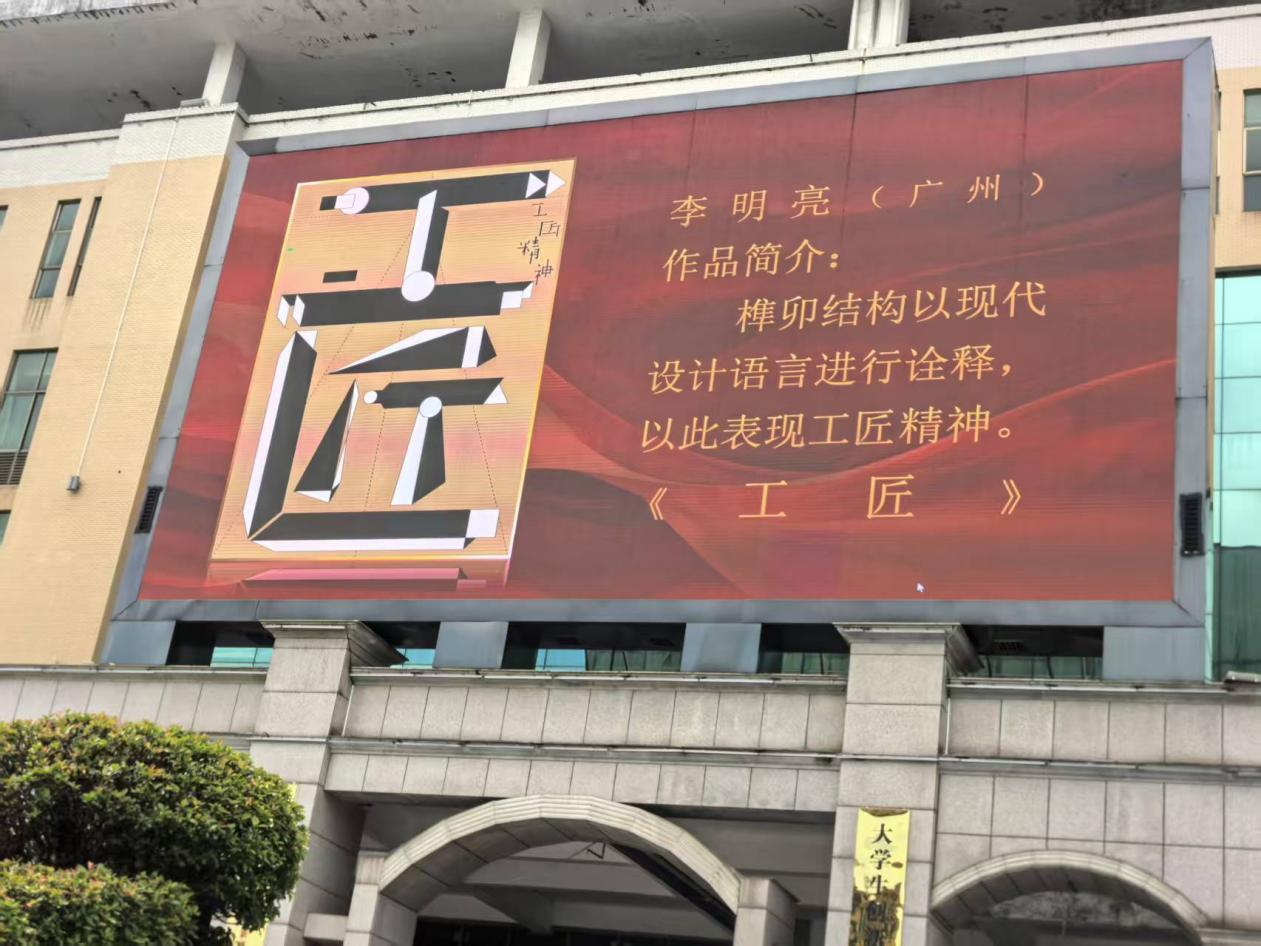 工匠
工匠
精神
李明亮（广州）
作品简介：
榫卯结构以现代
设计语言进行诠释，
以此表现工匠精神。
《工匠》
大学生创